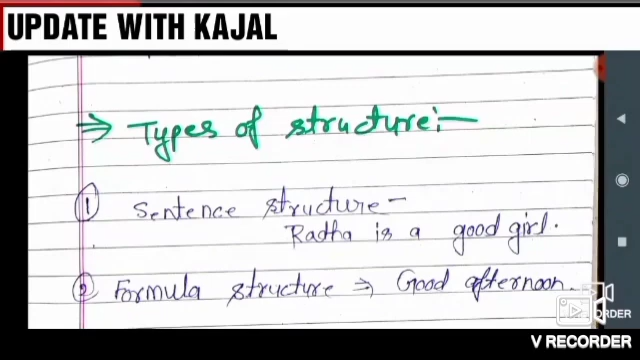 UPDATE WITH KAJAL
⇒ Types of structure:—
① Sentence structure –
Radha is a good girl.
② Formula structure ⇒ Good afternoon.
RDER
V RECORDER